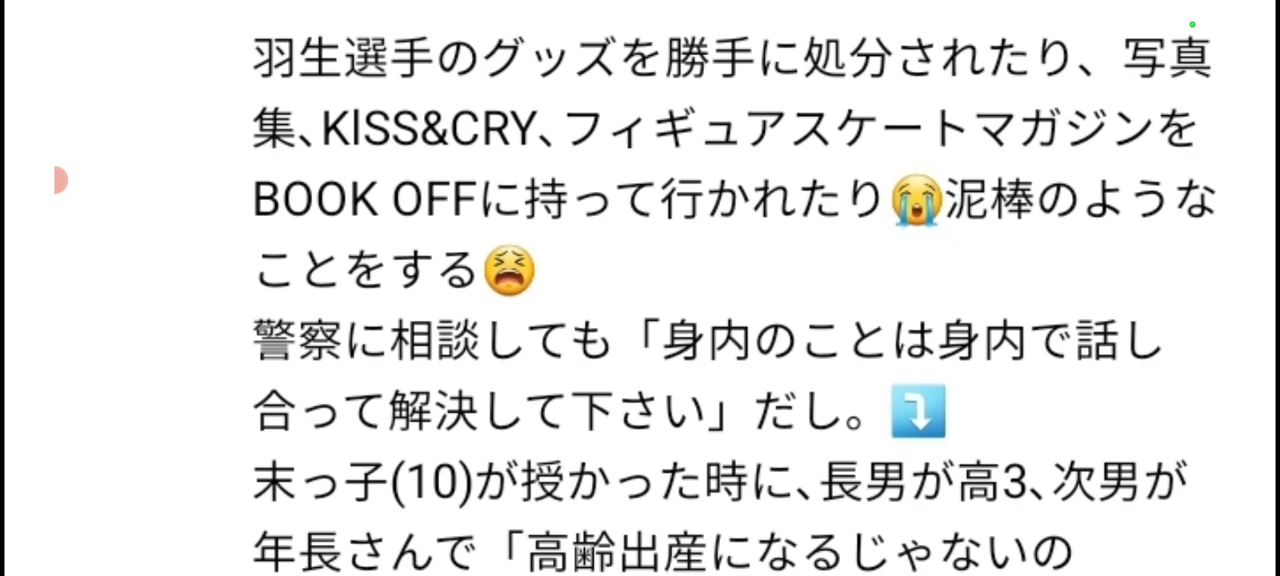 羽生選手のグッズを勝手に処分されたり、写真
集、KISS&CRY、フィギュアスケートマガジンを
BOOK OFFに持って行かれたり😭泥棒のような
ことをする😫
警察に相談しても「身内のことは身内で話し
合って解決して下さい」だし。⤵️
末っ子(10)が授かった時に、長男が高3、次男が
年長さんで「高齢出産になるじゃないの